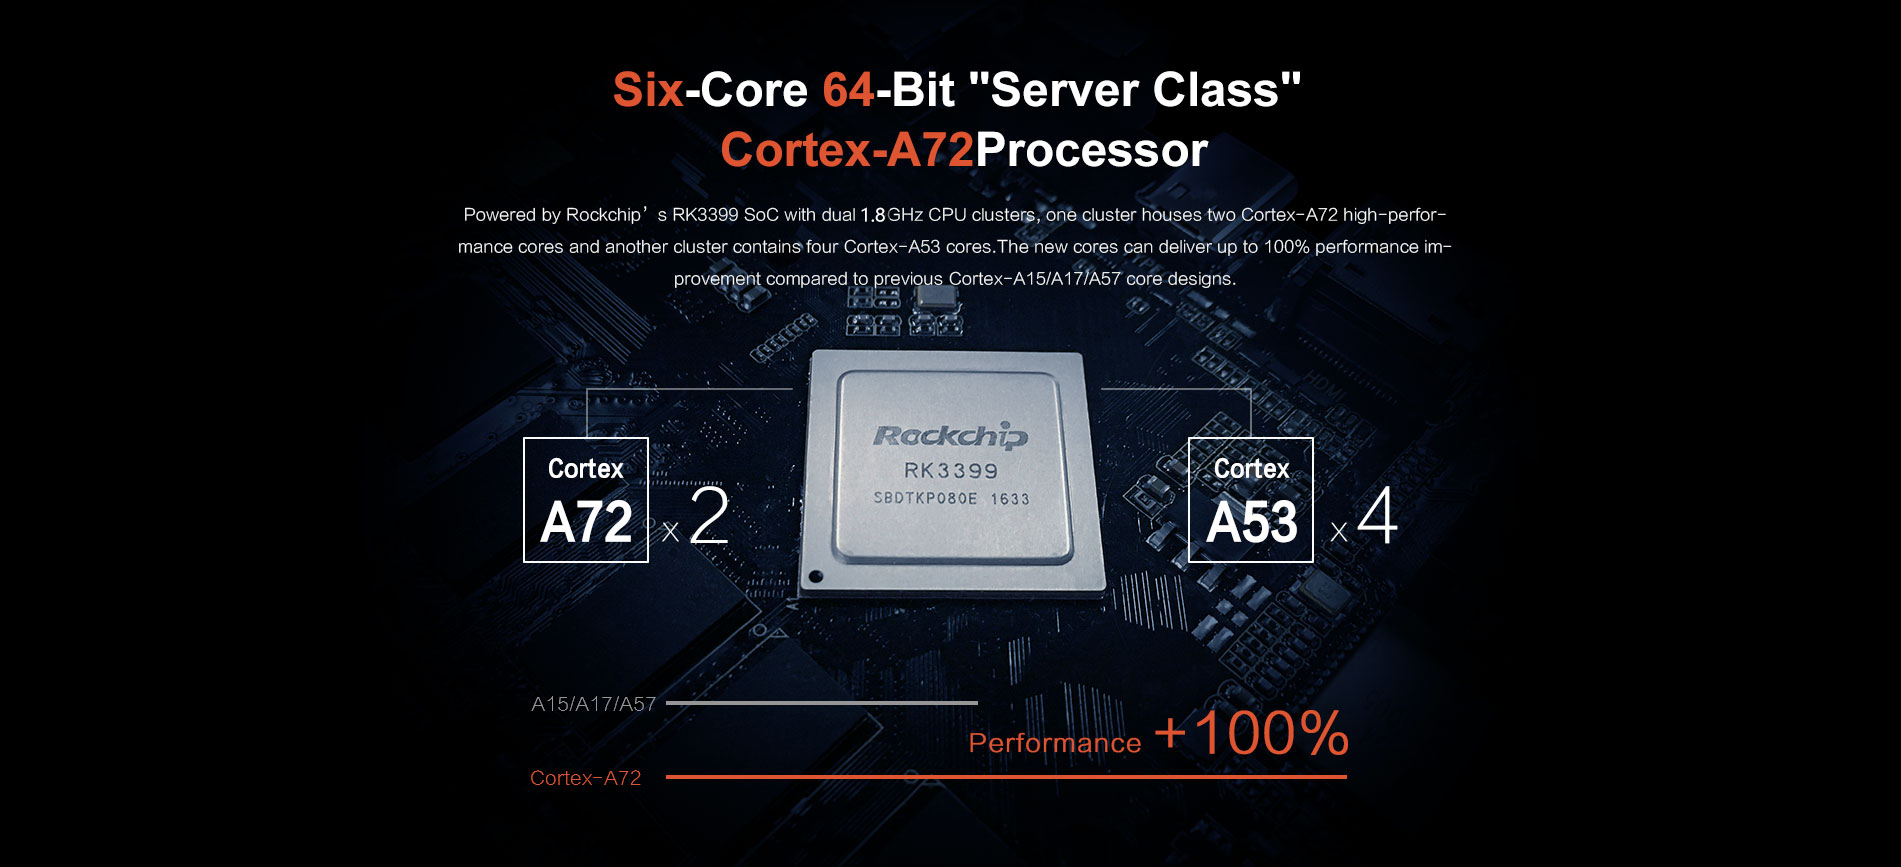 Six-Core 64-Bit "Server Class"
Cortex-A72Processor
Powered by Rockchip’s RK3399 SoC with dual 1.8GHz CPU clusters, one cluster houses two Cortex-A72 high-perfor-
mance cores and another cluster contains four Cortex-A53 cores.The new cores can deliver up to 100% performance im-
provement compared to previous Cortex-A15/A17/A57 core designs.
HDMI
Rockchip
RK3399
SBDTKP080E 1633
Cortex
A72 x 2
Cortex
A53 x 4
A15/A17/A57
Performance +100%
Cortex-A72